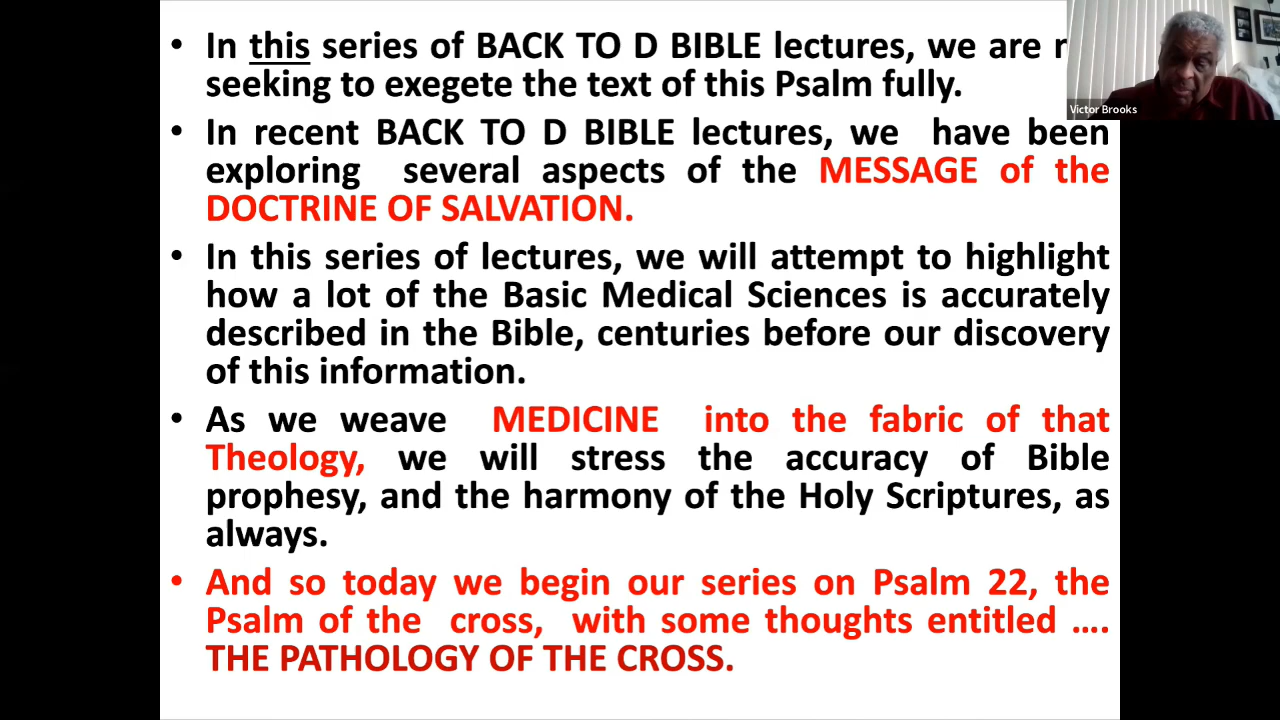 • In this series of BACK TO D BIBLE lectures, we are
seeking to exegete the text of this Psalm fully.
• In recent BACK TO D BIBLE lectures, we have been
exploring several aspects of the MESSAGE of the
DOCTRINE OF SALVATION.
• In this series of lectures, we will attempt to highlight
how a lot of the Basic Medical Sciences is accurately
described in the Bible, centuries before our discovery
of this information.
• As we weave MEDICINE into the fabric of that
Theology, we will stress the accuracy of Bible
prophesy, and the harmony of the Holy Scriptures, as
always.
• And so today we begin our series on Psalm 22, the
Psalm of the cross, with some thoughts entitled ....
THE PATHOLOGY OF THE CROSS.
Victor Brooks